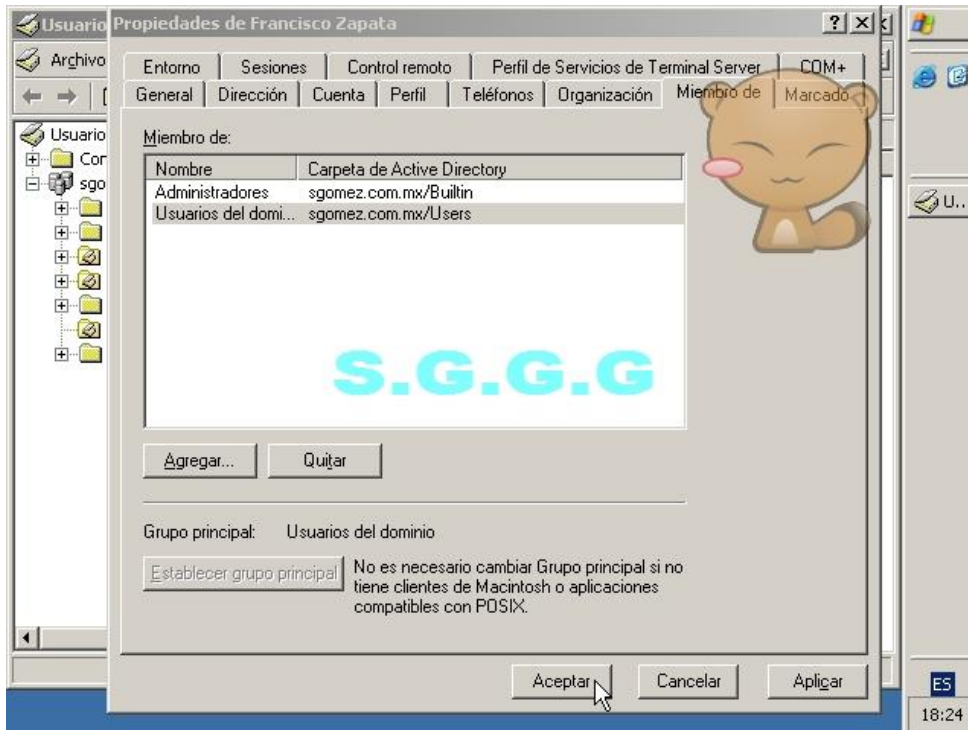 Usuario
Propiedades de Francisco Zapata
Archivo
Entorno Sesiones Control remoto Perfil de Servicios de Terminal Server COM+
General Dirección Cuenta Perfil Teléfonos Organización Miembro de Marcado
Usuario
Con
sgo
Miembro de:
Nombre Carpeta de Active Directory
Administradores sgomez.com.mx/Builtin
Usuarios del domi... sgomez.com.mx/Users
S.G.G.G
Agregar... Quitar
Grupo principal: Usuarios del dominio
Establecer grupo principal
No es necesario cambiar Grupo principal si no
tiene clientes de Macintosh o aplicaciones
compatibles con POSIX.
Aceptar Cancelar Aplicar
U..
ES
18:24